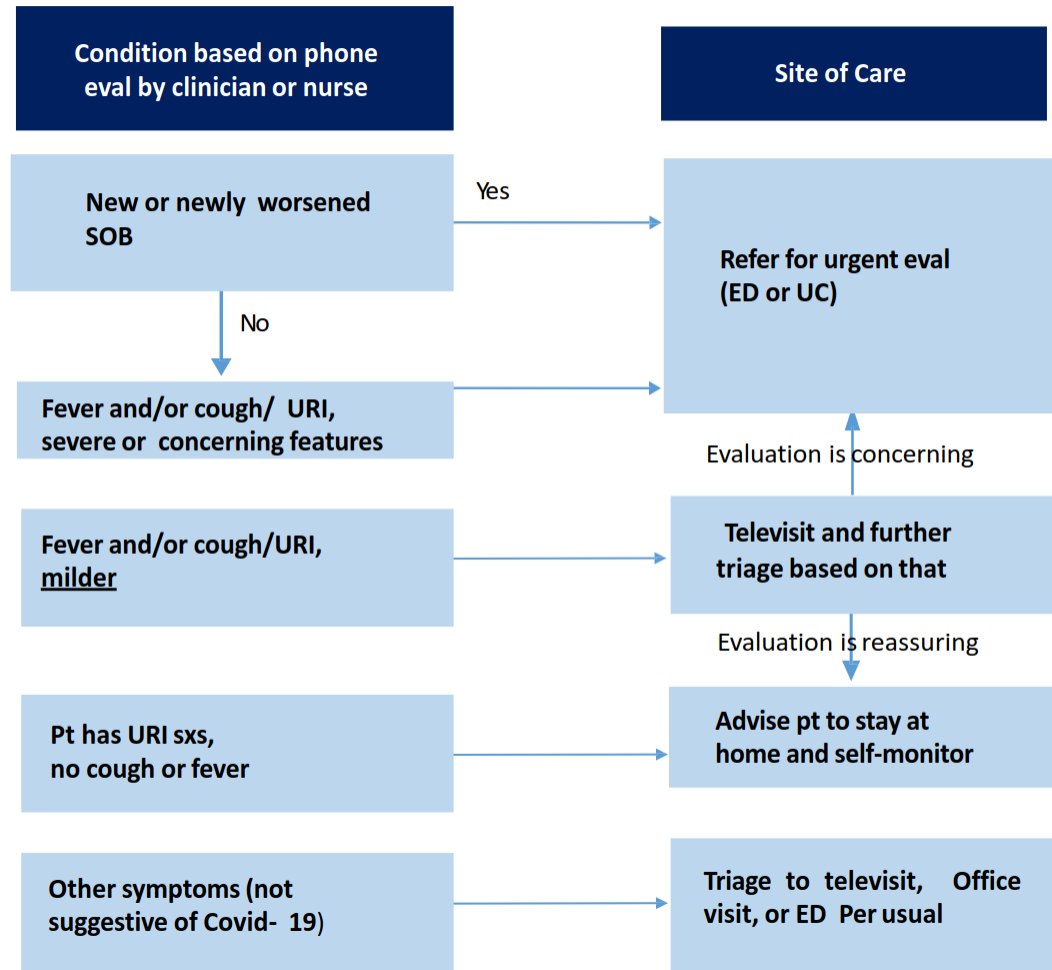 Condition based on phone
eval by clinician or nurse
Site of Care
New or newly worsened
SOB
Yes
Refer for urgent eval
(ED or UC)
No
Fever and/or cough/ URI,
severe or concerning features
Evaluation is concerning
Fever and/or cough/URI,
milder
Televisit and further
triage based on that
Evaluation is reassuring
Pt has URI sxs,
no cough or fever
Advise pt to stay at
home and self-monitor
Other symptoms (not
suggestive of Covid- 19)
Triage to televisit, Office
visit, or ED Per usual